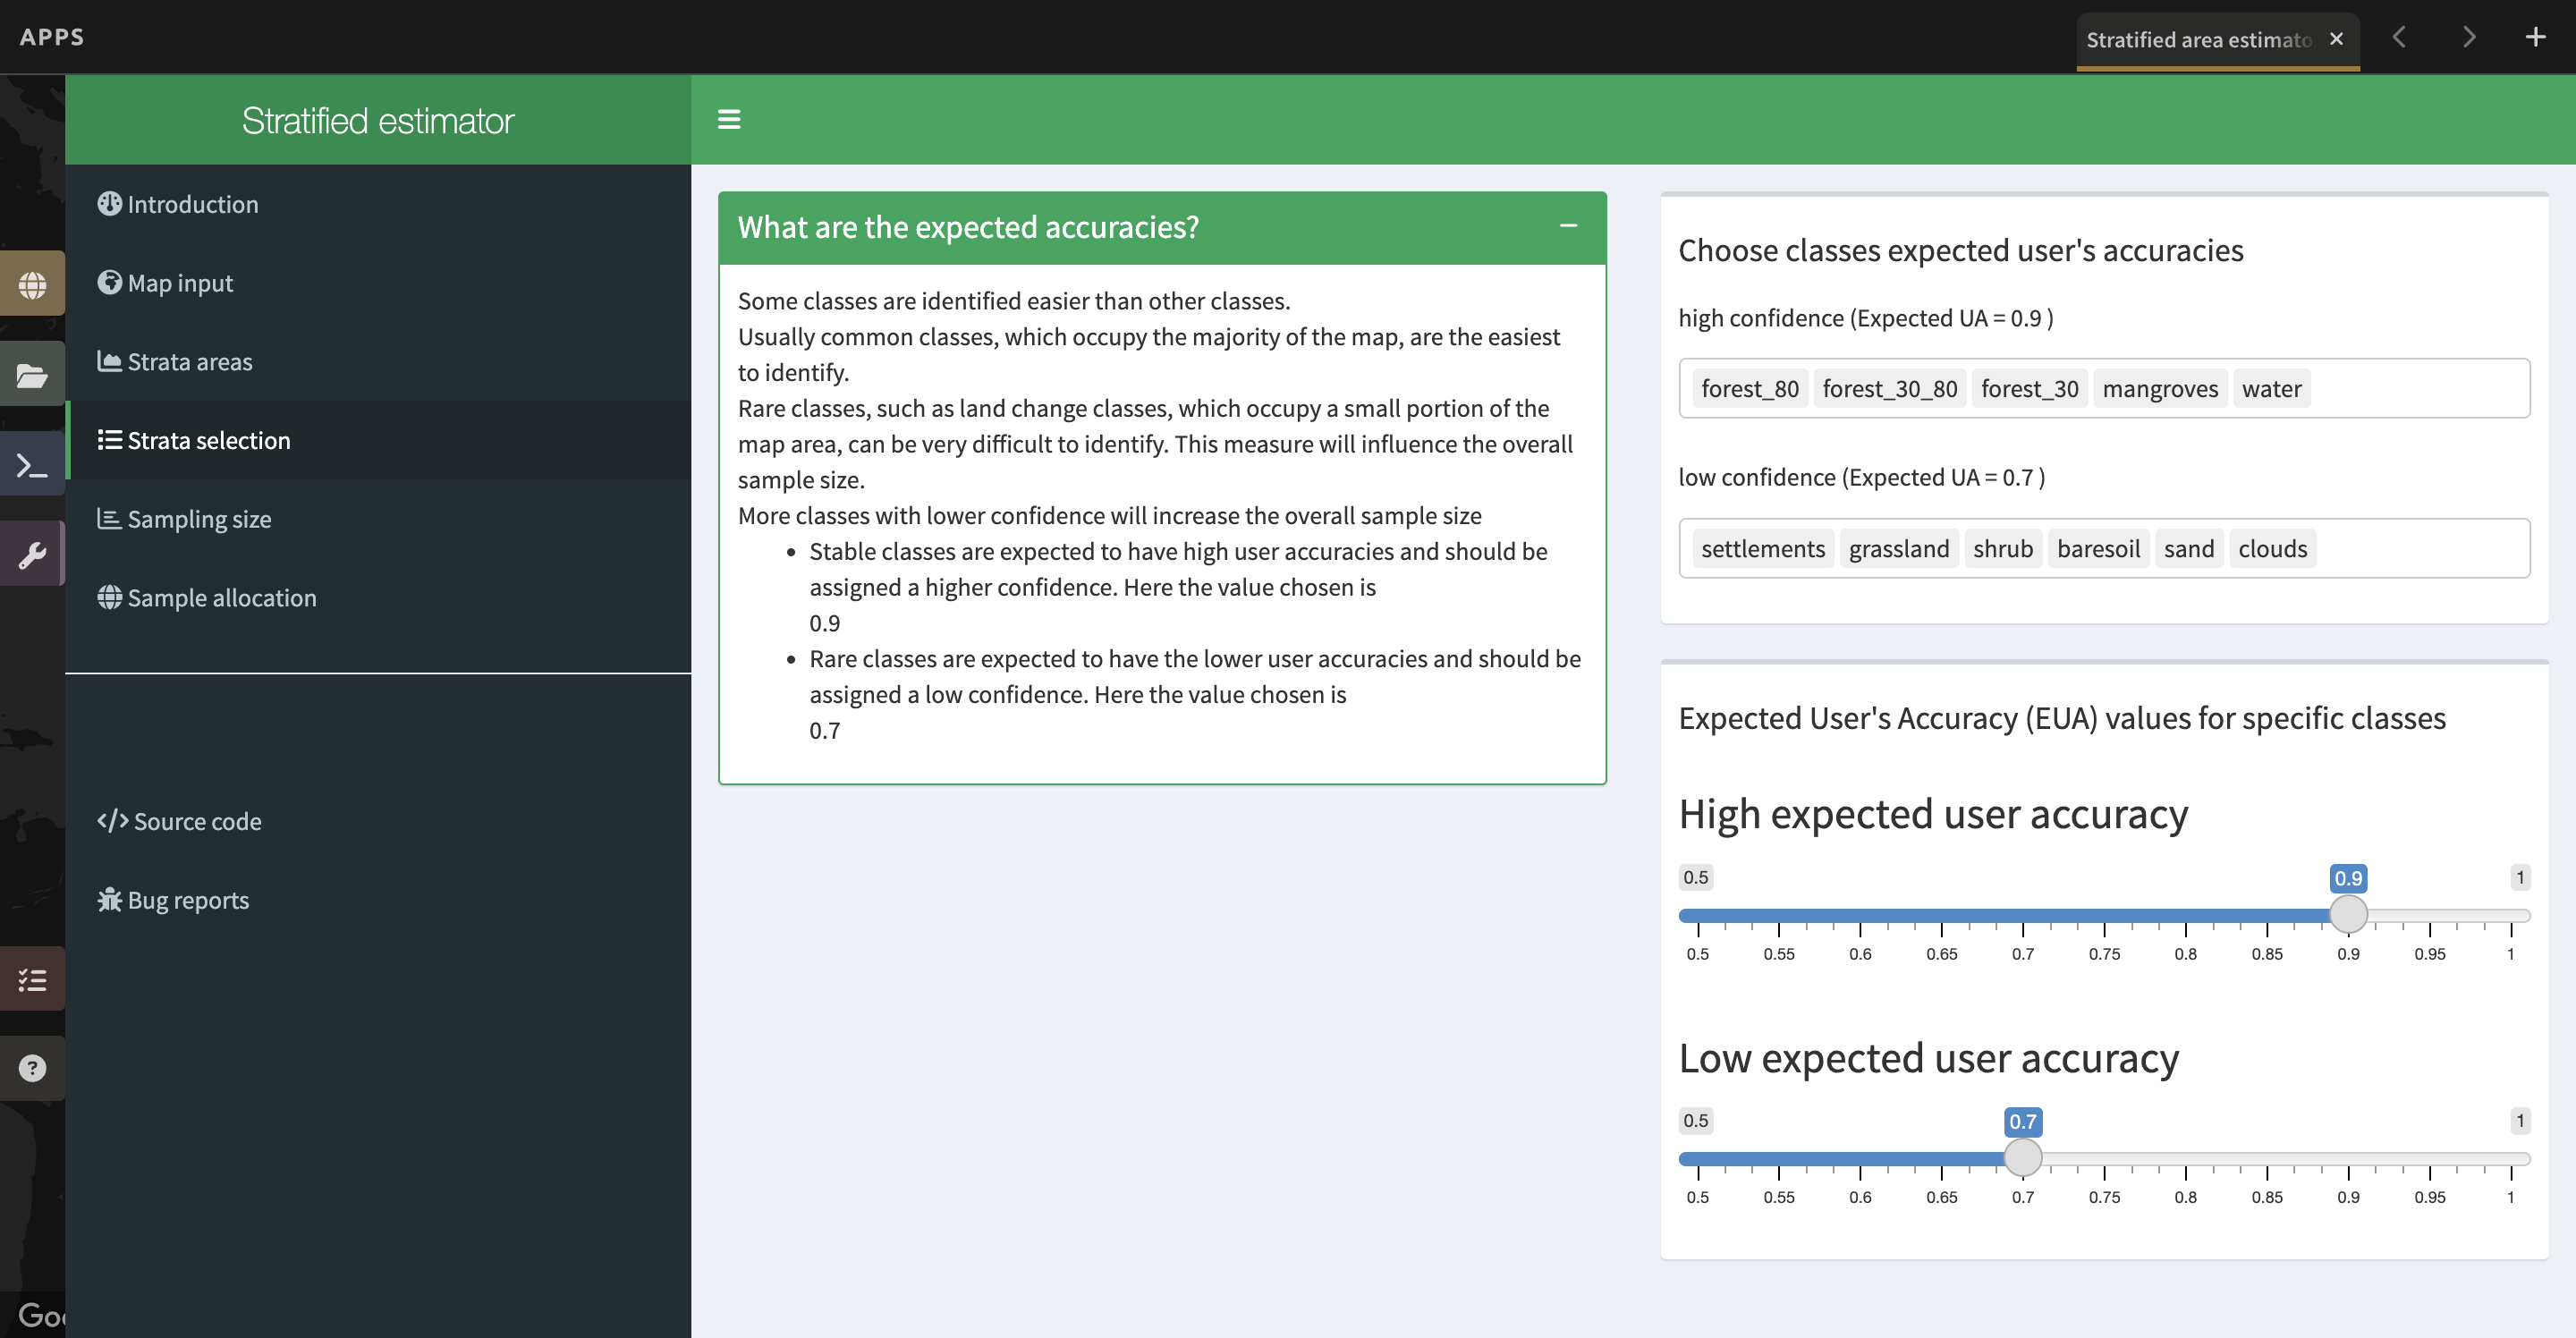 APPS
Stratified area estimato
Stratified estimator
Introduction
Map input
Strata areas
Strata selection
Sampling size
Sample allocation
Source code
Bug reports
Goo
What are the expected accuracies?
Some classes are identified easier than other classes.
Usually common classes, which occupy the majority of the map, are the easiest
to identify.
Rare classes, such as land change classes, which occupy a small portion of the
map area, can be very difficult to identify. This measure will influence the overall
sample size.
More classes with lower confidence will increase the overall sample size
• Stable classes are expected to have high user accuracies and should be
assigned a higher confidence. Here the value chosen is
0.9
• Rare classes are expected to have the lower user accuracies and should be
assigned a low confidence. Here the value chosen is
0.7
Choose classes expected user's accuracies
high confidence (Expected UA = 0.9 )
forest_80 forest_30_80 forest_30 mangroves water
low confidence (Expected UA = 0.7 )
settlements grassland shrub baresoil sand clouds
Expected User's Accuracy (EUA) values for specific classes
High expected user accuracy
0.5 0.9 1
0.5 0.55 0.6 0.65 0.7 0.75 0.8 0.85 0.9 0.95 1
Low expected user accuracy
0.5 0.7 1
0.5 0.55 0.6 0.65 0.7 0.75 0.8 0.85 0.9 0.95 1